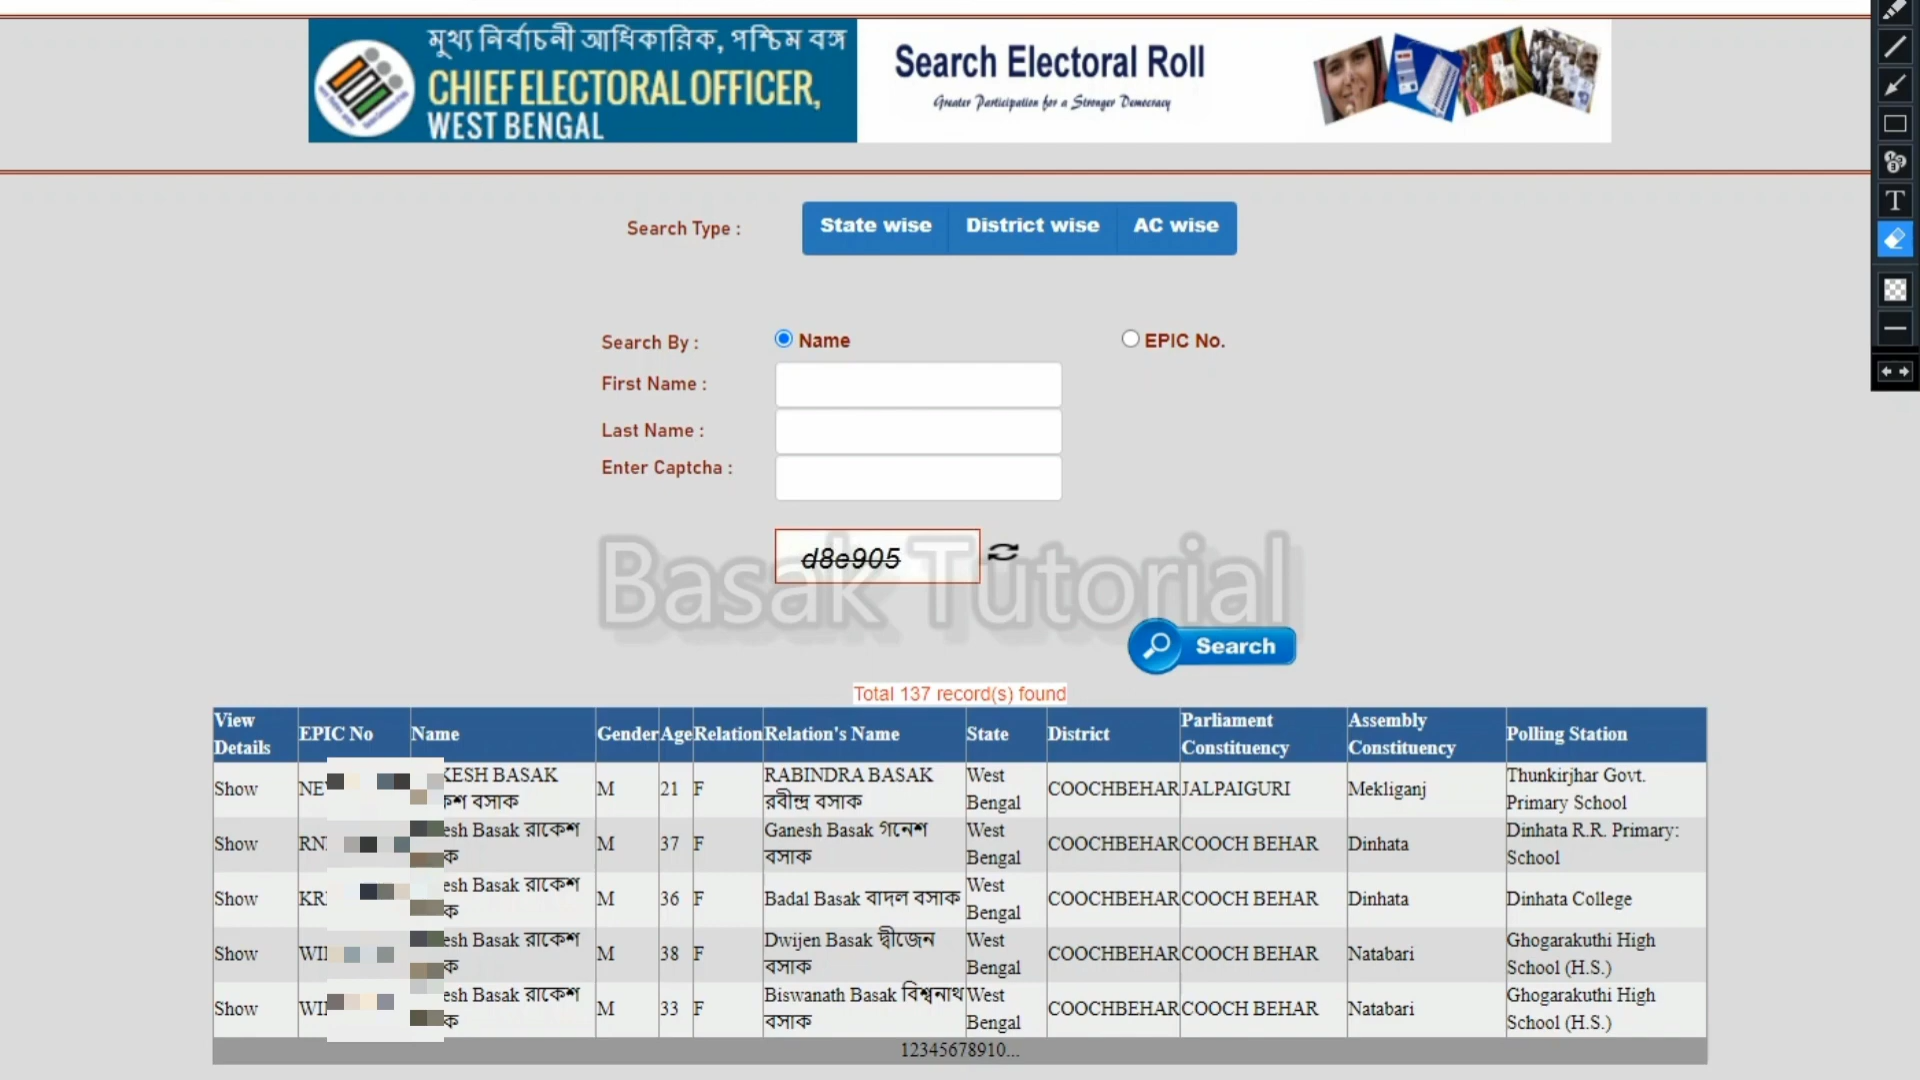 মুখ্য নির্বাচনী আধিকারিক, পশ্চিম বঙ্গ
CHIEF ELECTORAL OFFICER,
WEST BENGAL
Search Electoral Roll
Greater Participation for a Stronger Democracy
Search Type :
State wise District wise AC wise
Search By :
Name
EPIC No.
First Name :
Last Name :
Enter Captcha :
d8e905
Basak Tutorial
Search
Total 137 record(s) found
View Details EPIC No Name Gender Age Relation Relation's Name State District Parliament Constituency Assembly Constituency Polling Station
Show BASAK বসাক M 21 F RABINDRA BASAK রবীন্দ্র বসাক West Bengal COOCHBEHAR JALPAIGURI Mekliganj Thunkirjhar Govt. Primary School
Show Basak রাকেশ M 37 F Ganesh Basak গনেশ বসাক West Bengal COOCHBEHAR COOCH BEHAR Dinhata Dinhata R.R. Primary: School
Show Basak রাকেশ M 36 F Badal Basak বাদল বসাক West Bengal COOCHBEHAR COOCH BEHAR Dinhata Dinhata College
Show Basak রাকেশ M 38 F Dwijen Basak দ্বীজেন বসাক West Bengal COOCHBEHAR COOCH BEHAR Natabari Ghogarakuthi High School (H.S.)
Show Basak রাকেশ M 33 F Biswanath Basak বিশ্বনাথ বসাক West Bengal COOCHBEHAR COOCH BEHAR Natabari Ghogarakuthi High School (H.S.)
12345678910...